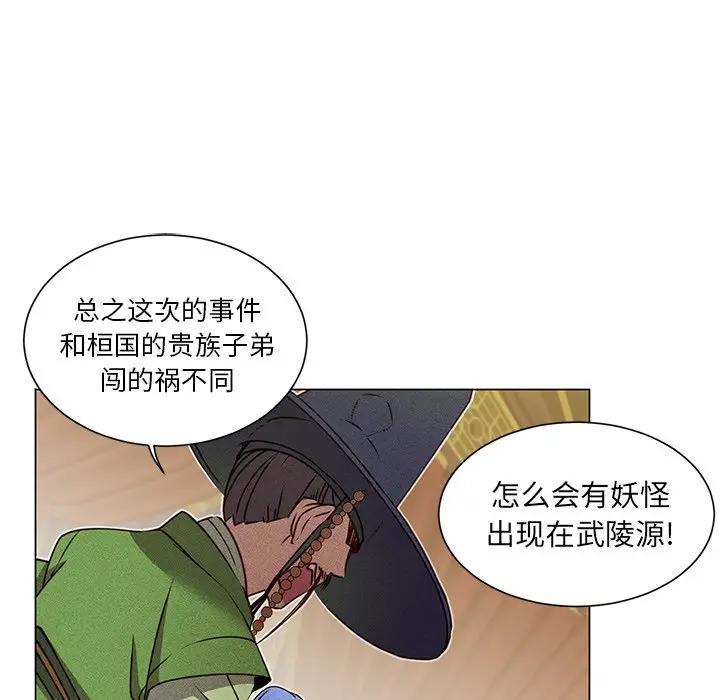 总之这次的事件
和桓国的贵族子弟
闯的祸不同
怎么会有妖怪
出现在武陵源!